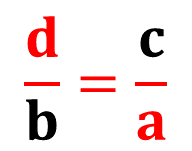 d/b = c/a